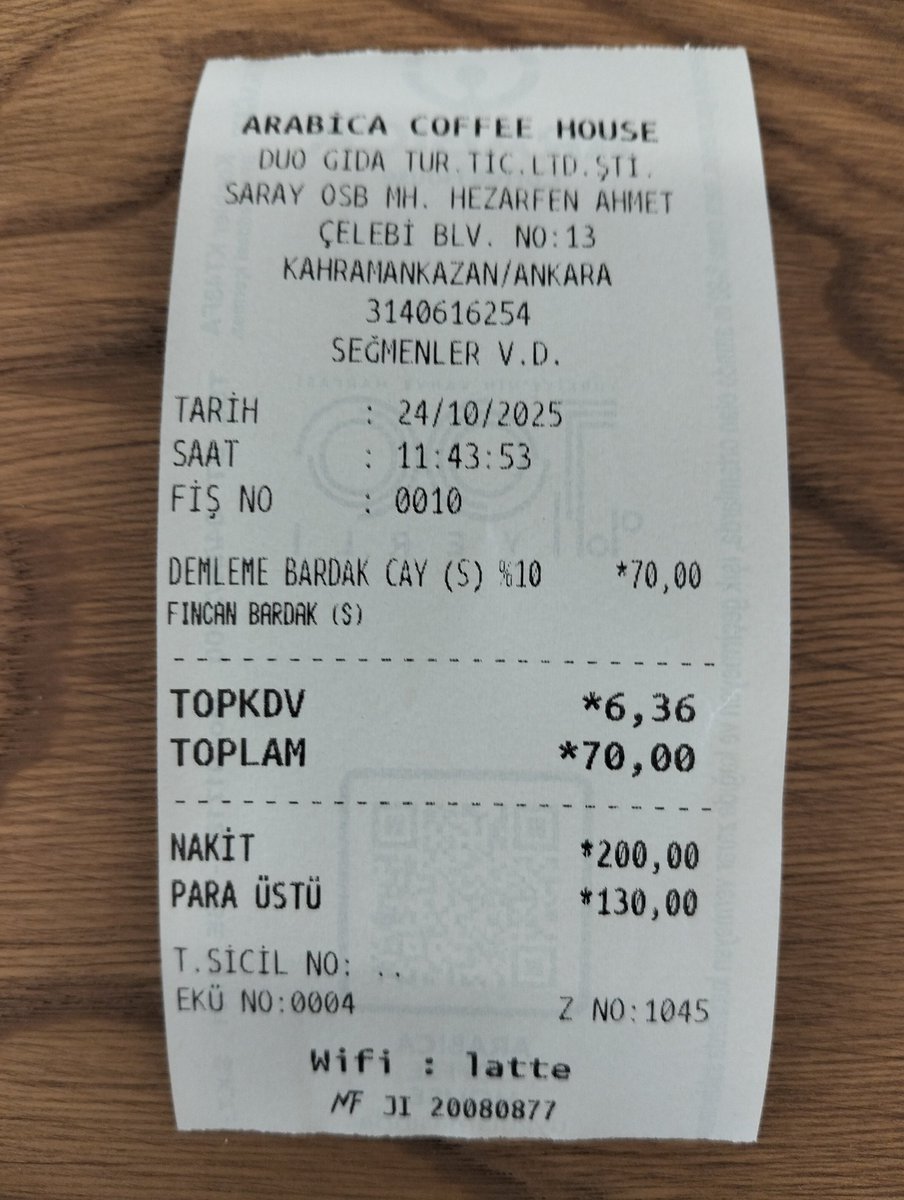 ARABİCA COFFEE HOUSE
DUO GIDA TUR.TİC.LTD.ŞTİ.
SARAY OSB MH. HEZARFEN AHMET
ÇELEBİ BLV. NO:13
KAHRAMANKAZAN/ANKARA
3140616254
SEĞMENLER V.D.
TARİH : 24/10/2025
SAAT : 11:43:53
FİŞ NO : 0010
DEMLEME BARDAK CAY (S) %10 *70,00
FINCAN BARDAK (S)
TOPKDV *6,36
TOPLAM *70,00
NAKİT *200,00
PARA ÜSTÜ *130,00
T.SİCİL NO: ..
EKÜ NO:0004 Z NO:1045
Wifi : latte
MF JI 20080877